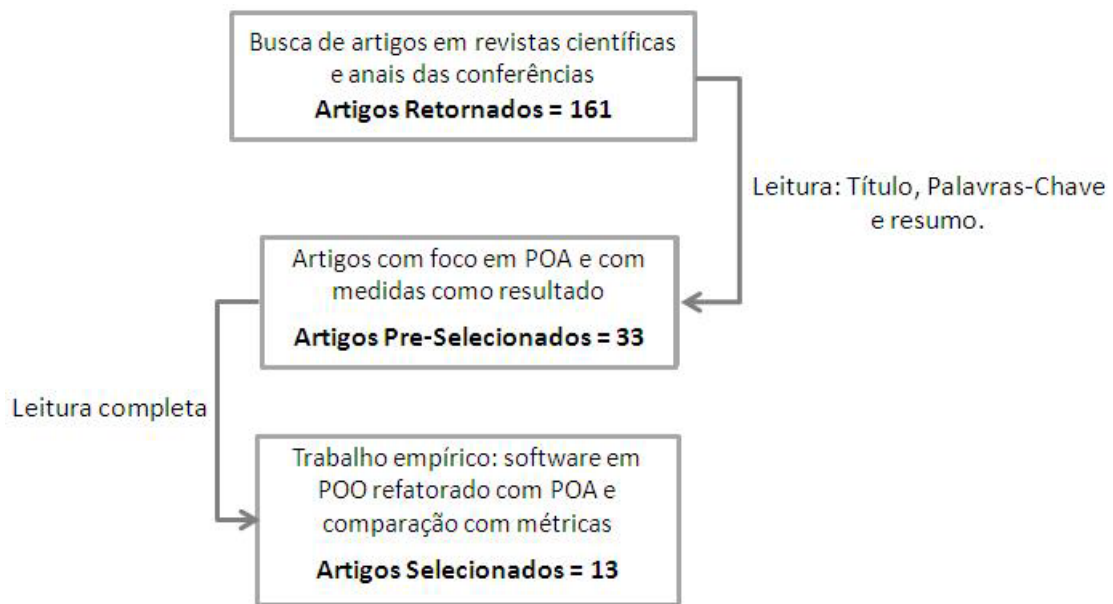 Busca de artigos em revistas científicas
e anais das conferências
Artigos Retornados = 161
Leitura: Título, Palavras-Chave
e resumo.
Artigos com foco em POA e com
medidas como resultado
Artigos Pre-Selecionados = 33
Leitura completa
Trabalho empírico: software em
POO refatorado com POA e
comparação com métricas
Artigos Selecionados = 13